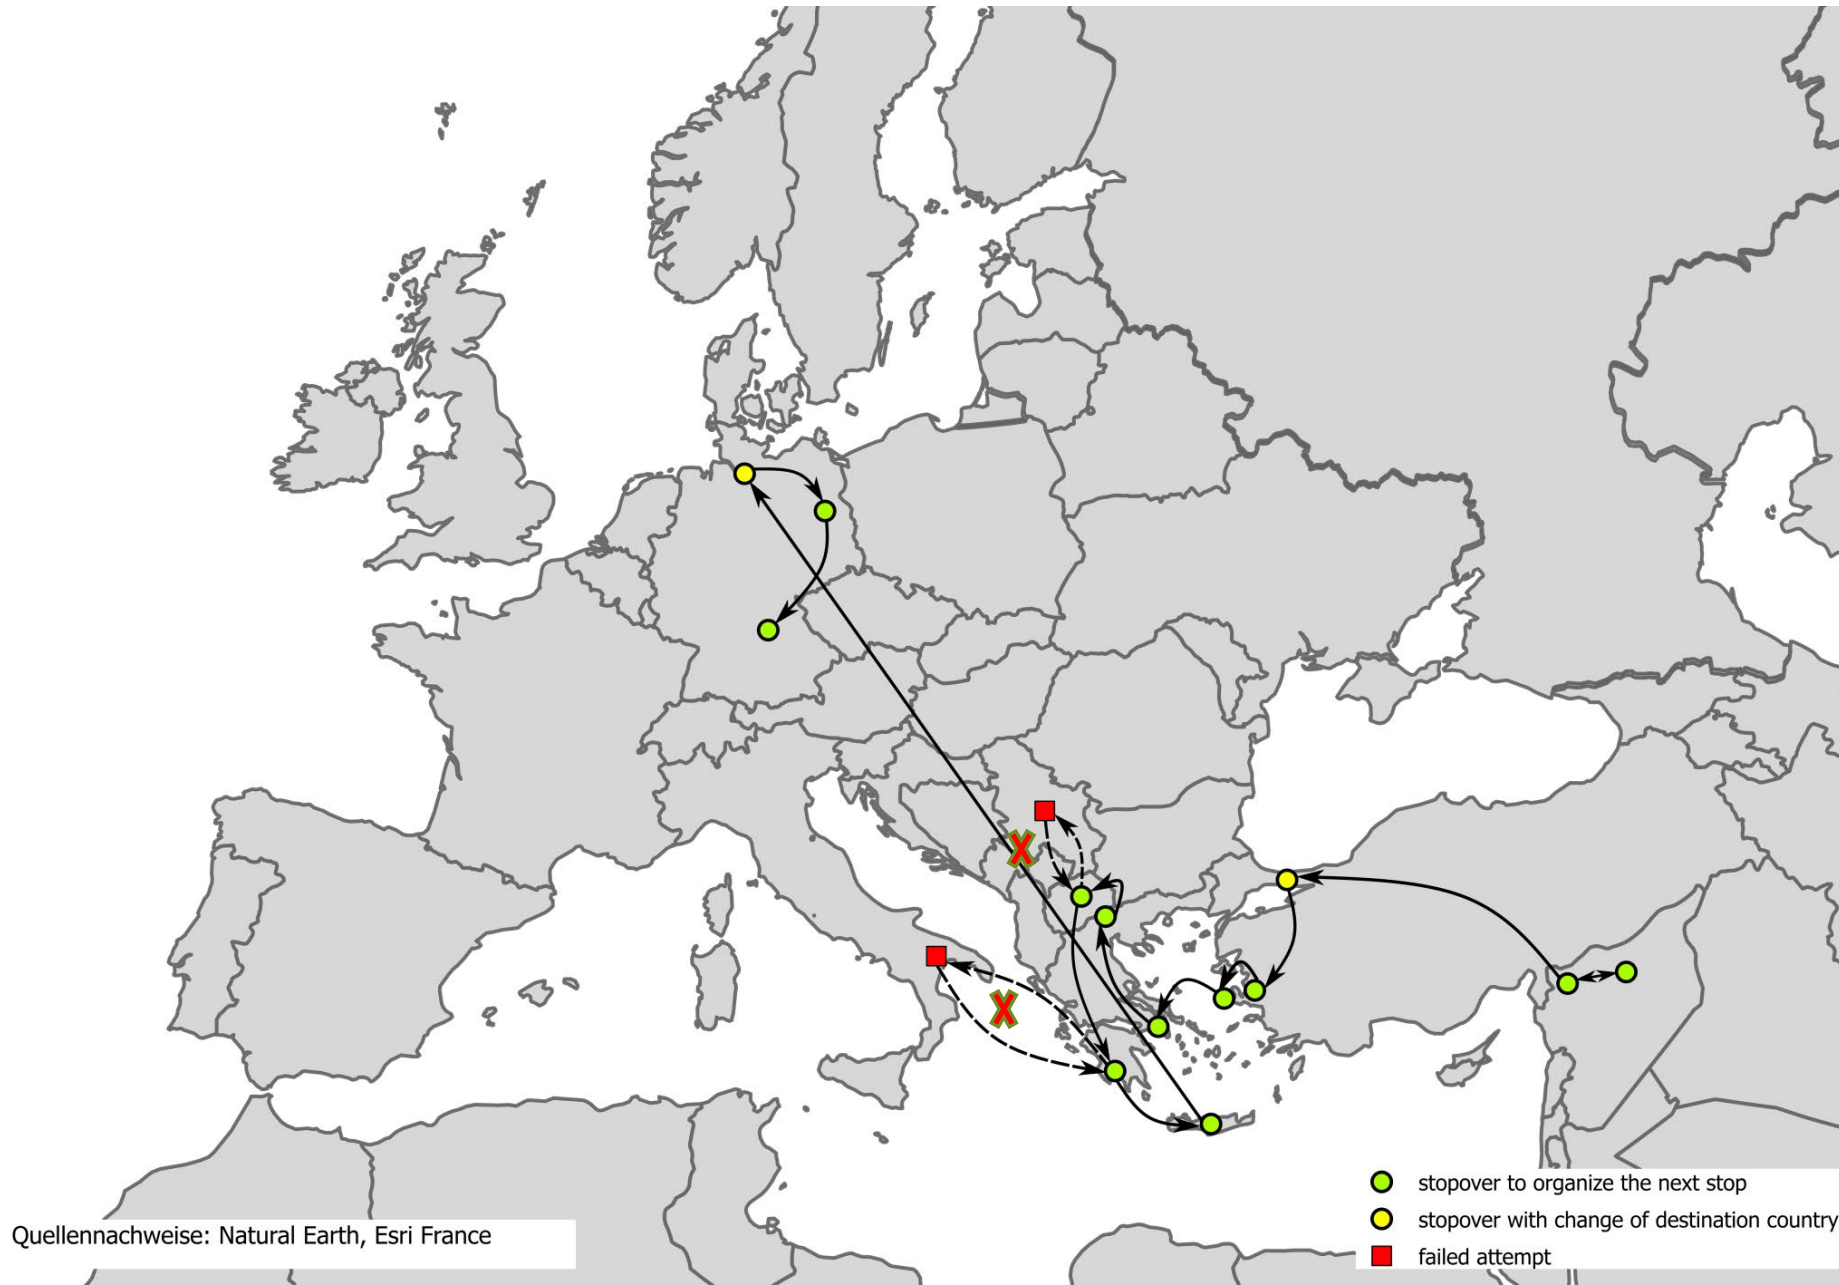 stopover to organize the next stop
stopover with change of destination country
failed attempt
Quellennachweise: Natural Earth, Esri France